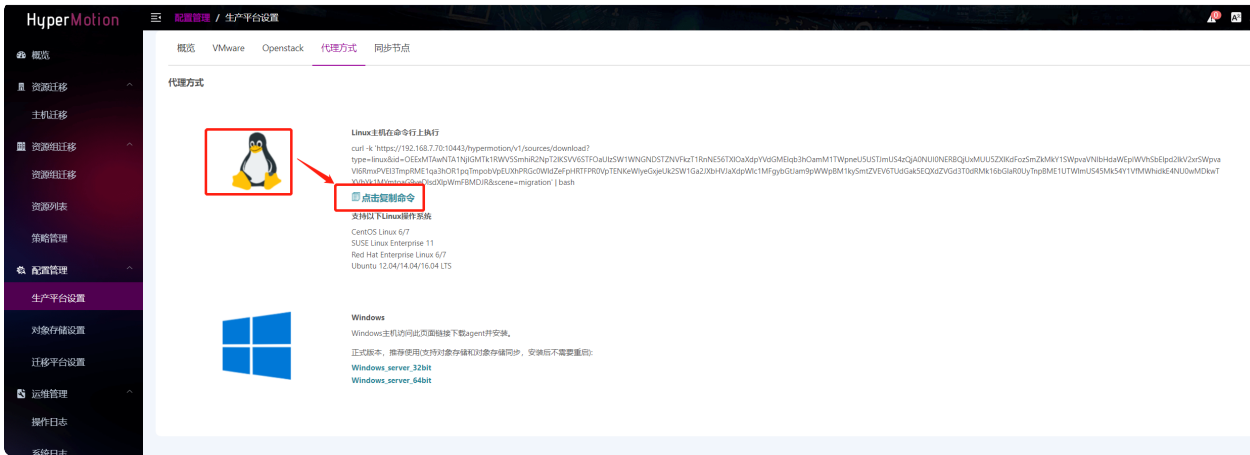 HyperMotion
配置管理 / 生产平台设置
概览
资源迁移
主机迁移
资源组迁移
资源组迁移
资源列表
策略管理
配置管理
生产平台设置
对象存储设置
迁移平台设置
运维管理
操作日志
系统日志
概览 VMware Openstack 代理方式 同步节点
代理方式
Linux主机在命令行上执行
curl -k 'https://192.168.7.70:10443/hypermotion/v1/sources/download?
&scene=migration' | bash
点击复制命令
支持以下Linux操作系统
CentOS Linux 6/7
SUSE Linux Enterprise 11
Red Hat Enterprise Linux 6/7
Ubuntu 12.04/14.04/16.04 LTS
Windows
Windows主机访问此页面链接下载agent并安装。
正式版本，推荐使用(支持对象存储和对象存储同步，安装后不需要重启):
Windows_server_32bit
Windows_server_64bit